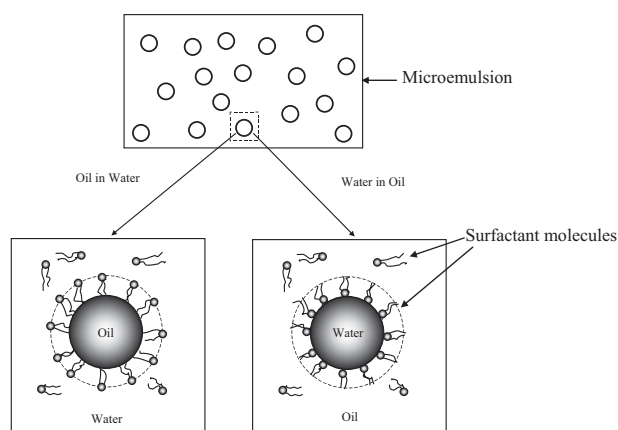 Microemulsion
Oil in Water
Water in Oil
Surfactant molecules
Oil
Water
Water
Oil